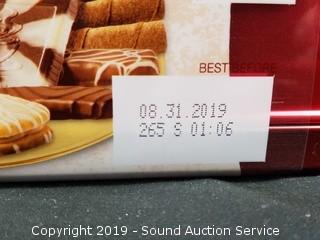 BEST BEFORE
08.31.2019
265 S 01:06
Copyright 2019 - Sound Auction Service